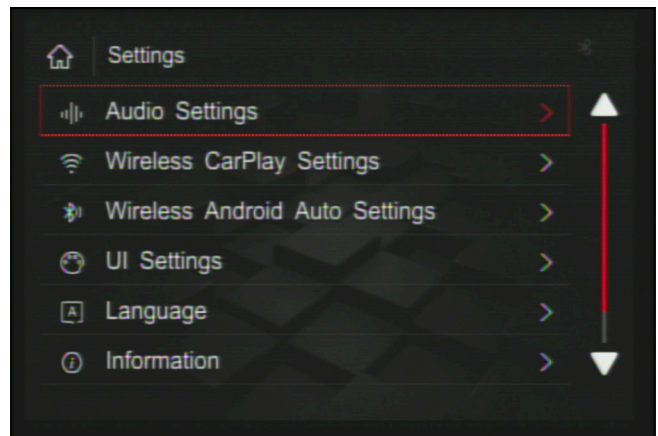 Settings
Audio Settings
Wireless CarPlay Settings
Wireless Android Auto Settings
UI Settings
Language
Information